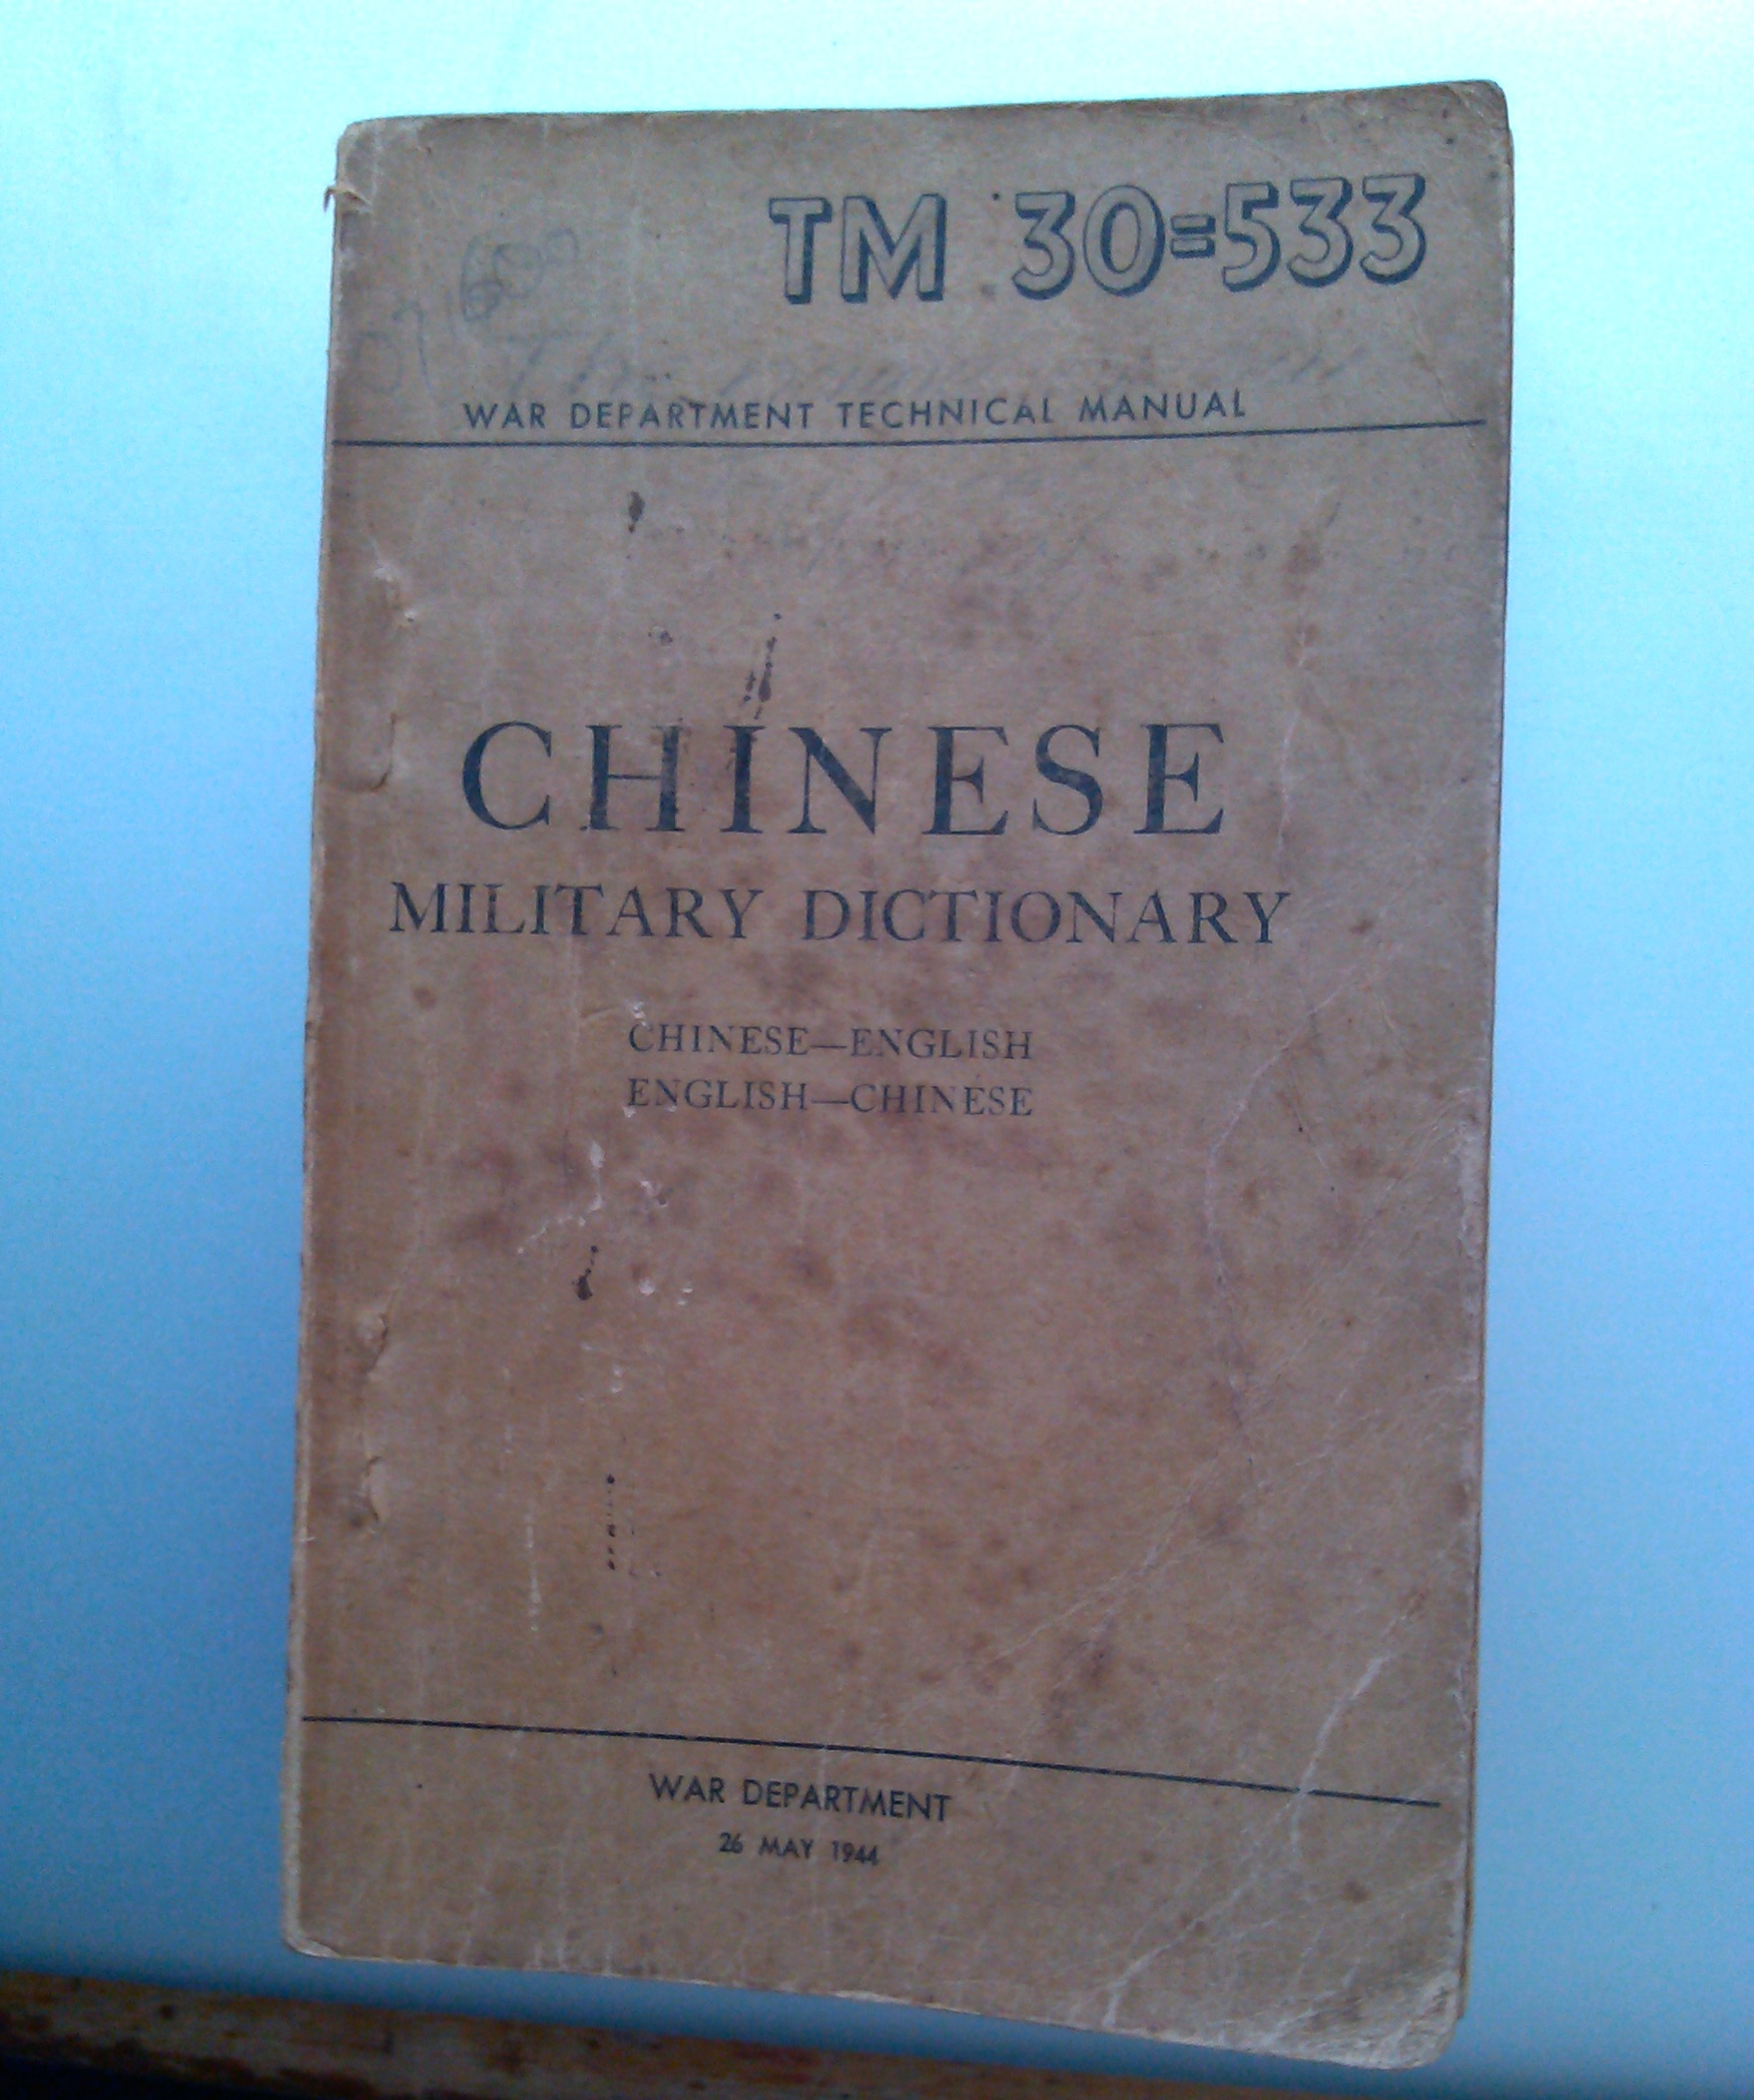 TM 30-533
WAR DEPARTMENT TECHNICAL MANUAL
CHINESE
MILITARY DICTIONARY
CHINESE—ENGLISH
ENGLISH—CHINESE
WAR DEPARTMENT
26 MAY 1944